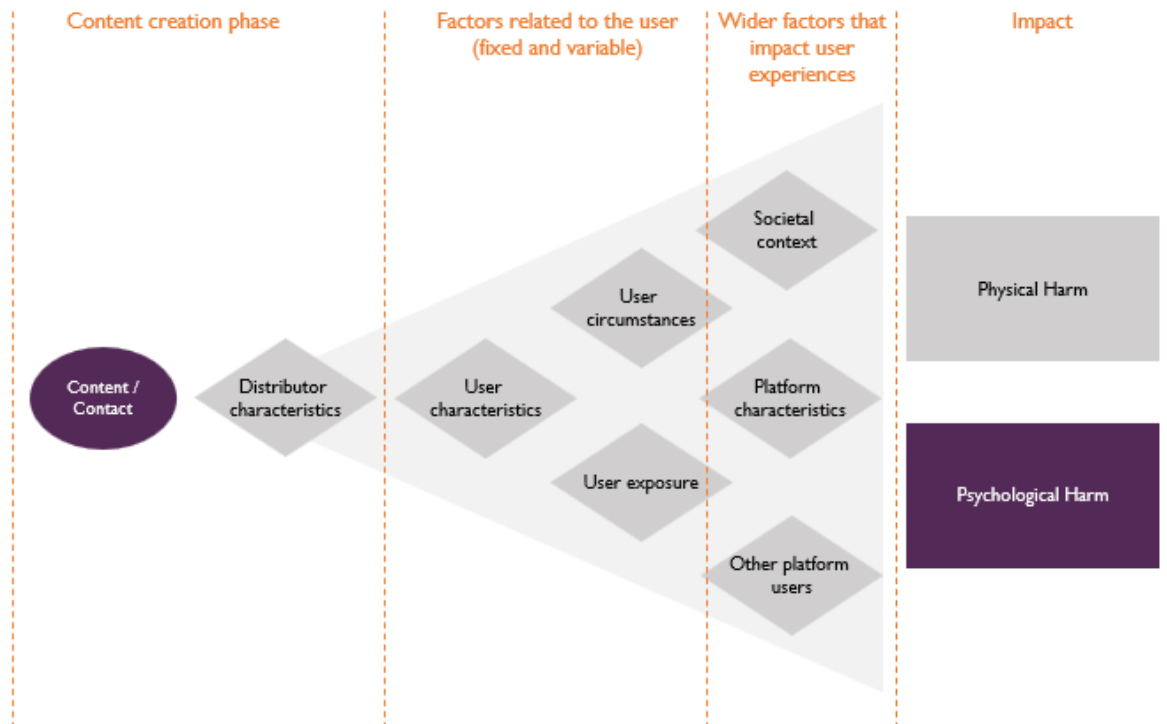 Content creation phase
Factors related to the user
(fixed and variable)
Wider factors that
impact user
experiences
Impact
Societal
context
User
circumstances
Physical Harm
Content /
Contact
Distributor
characteristics
User
characteristics
Platform
characteristics
User exposure
Psychological Harm
Other platform
users